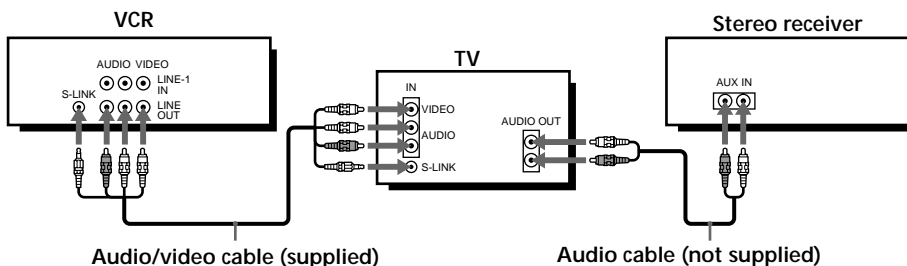 VCR
AUDIO VIDEO
LINE-1
IN
S-LINK
LINE
OUT
TV
IN
VIDEO
AUDIO
S-LINK
AUDIO OUT
Stereo receiver
AUX IN
Audio/video cable (supplied)
Audio cable (not supplied)